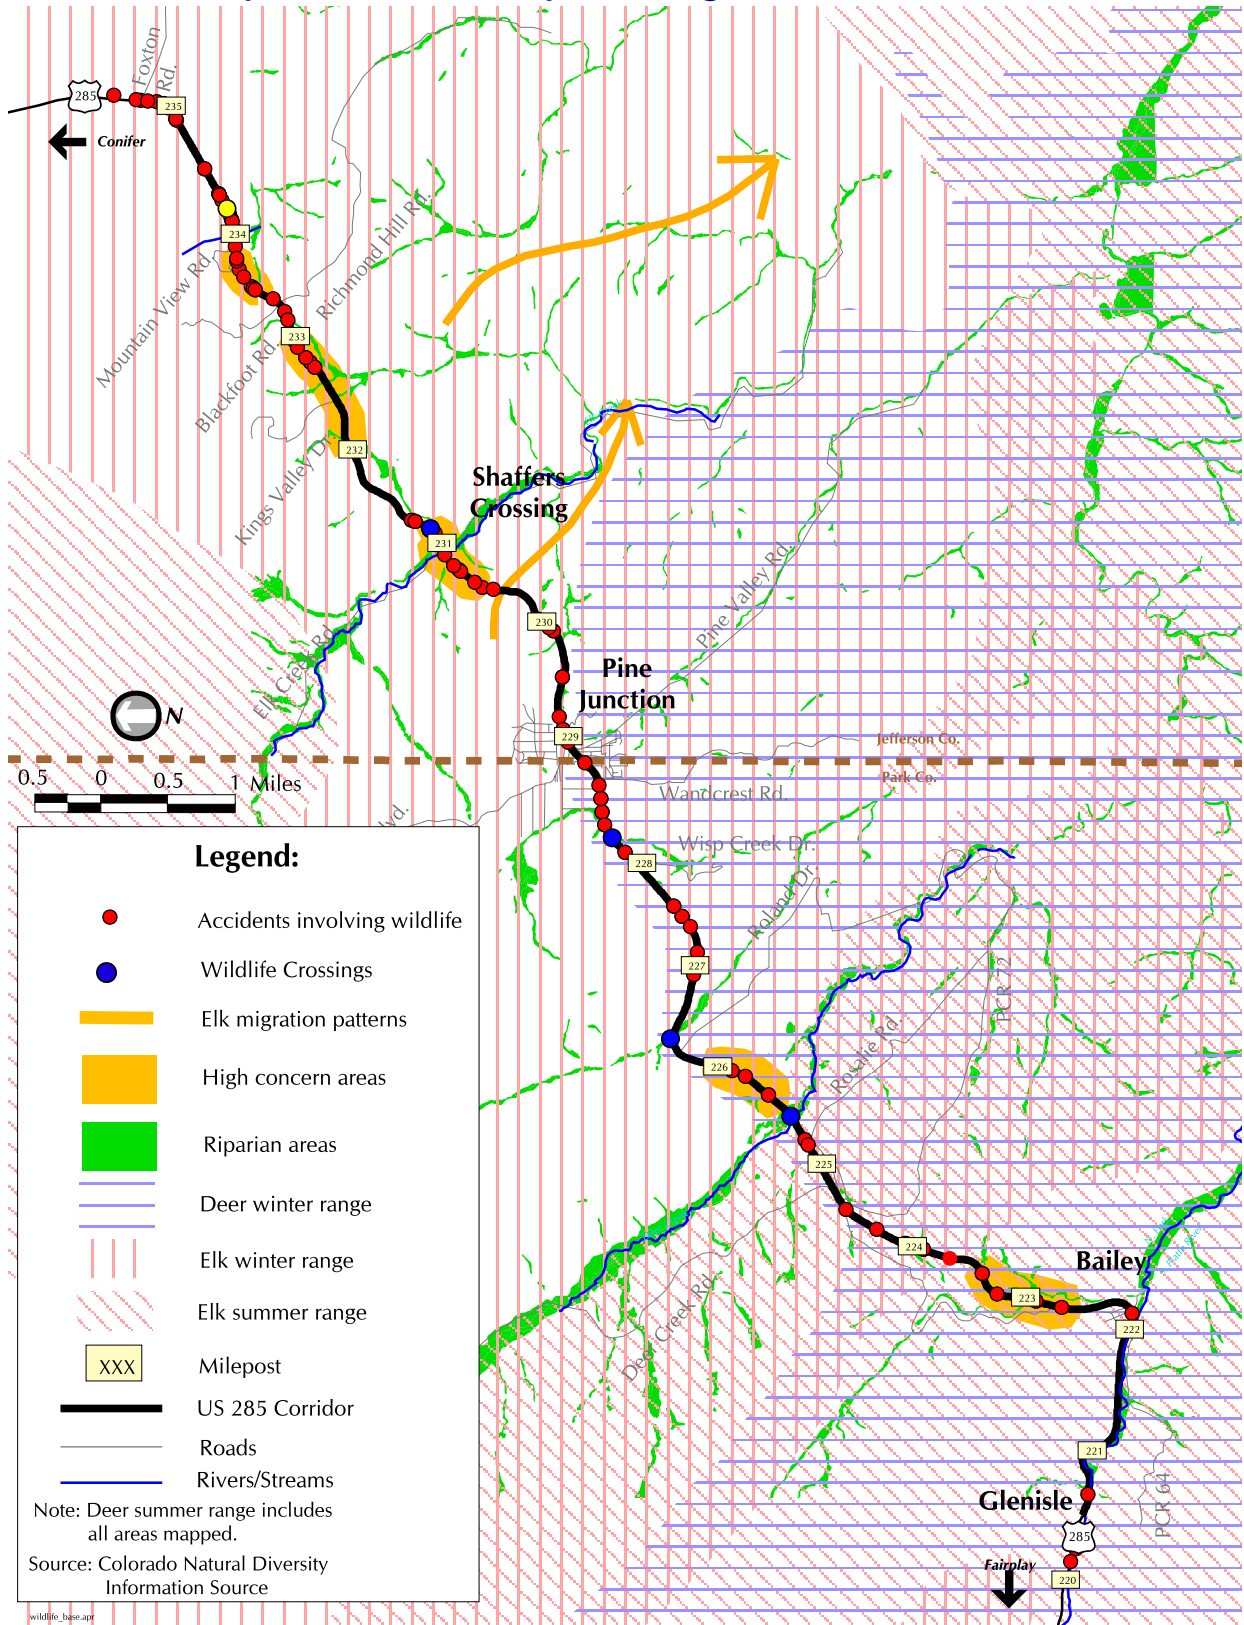 Foxton
Rd.
285
235
Conifer
234
Mountain View Rd.
Richmond Hill Rd.
233
Blackfoot Rd.
232
Kings Valley Dr.
Shaffers
Crossing
231
230
Pine Valley Rd.
Elk Creek Rd.
Pine
Junction
N
229
Jefferson Co.
Park Co.
0.5 0 0.5 1 Miles
Wandcrest Rd.
lvd.
Wisp Creek Dr.
228
Roland Dr.
227
PCR 72
Rosalie Rd.
226
225
224
Bailey
223
222
Deer Creek Rd.
221
Glenisle
PCR 64
285
Fairplay
220
Legend:
Accidents involving wildlife
Wildlife Crossings
Elk migration patterns
High concern areas
Riparian areas
Deer winter range
Elk winter range
Elk summer range
XXX Milepost
US 285 Corridor
Roads
Rivers/Streams
Note: Deer summer range includes
all areas mapped.
Source: Colorado Natural Diversity
Information Source
wildlife_base.apr